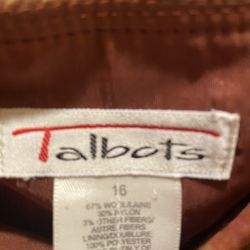 Talbots
16
67% WOOL/LAINE
30% NYLON
3% OTHER FIBERS/
AUTRE FIBERS
LINING/DOUBLURE
100% POLYESTER